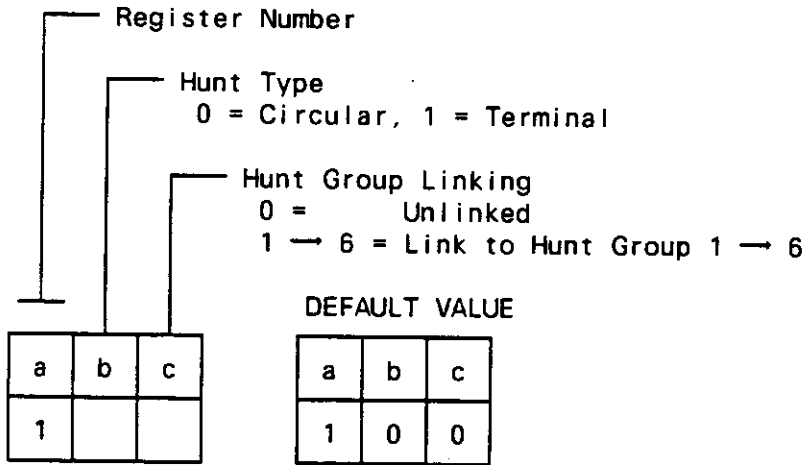 Register Number
Hunt Type
0 = Circular, 1 = Terminal
Hunt Group Linking
0 = Unlinked
1 → 6 = Link to Hunt Group 1 → 6
DEFAULT VALUE
a b c
1
a b c
1 0 0